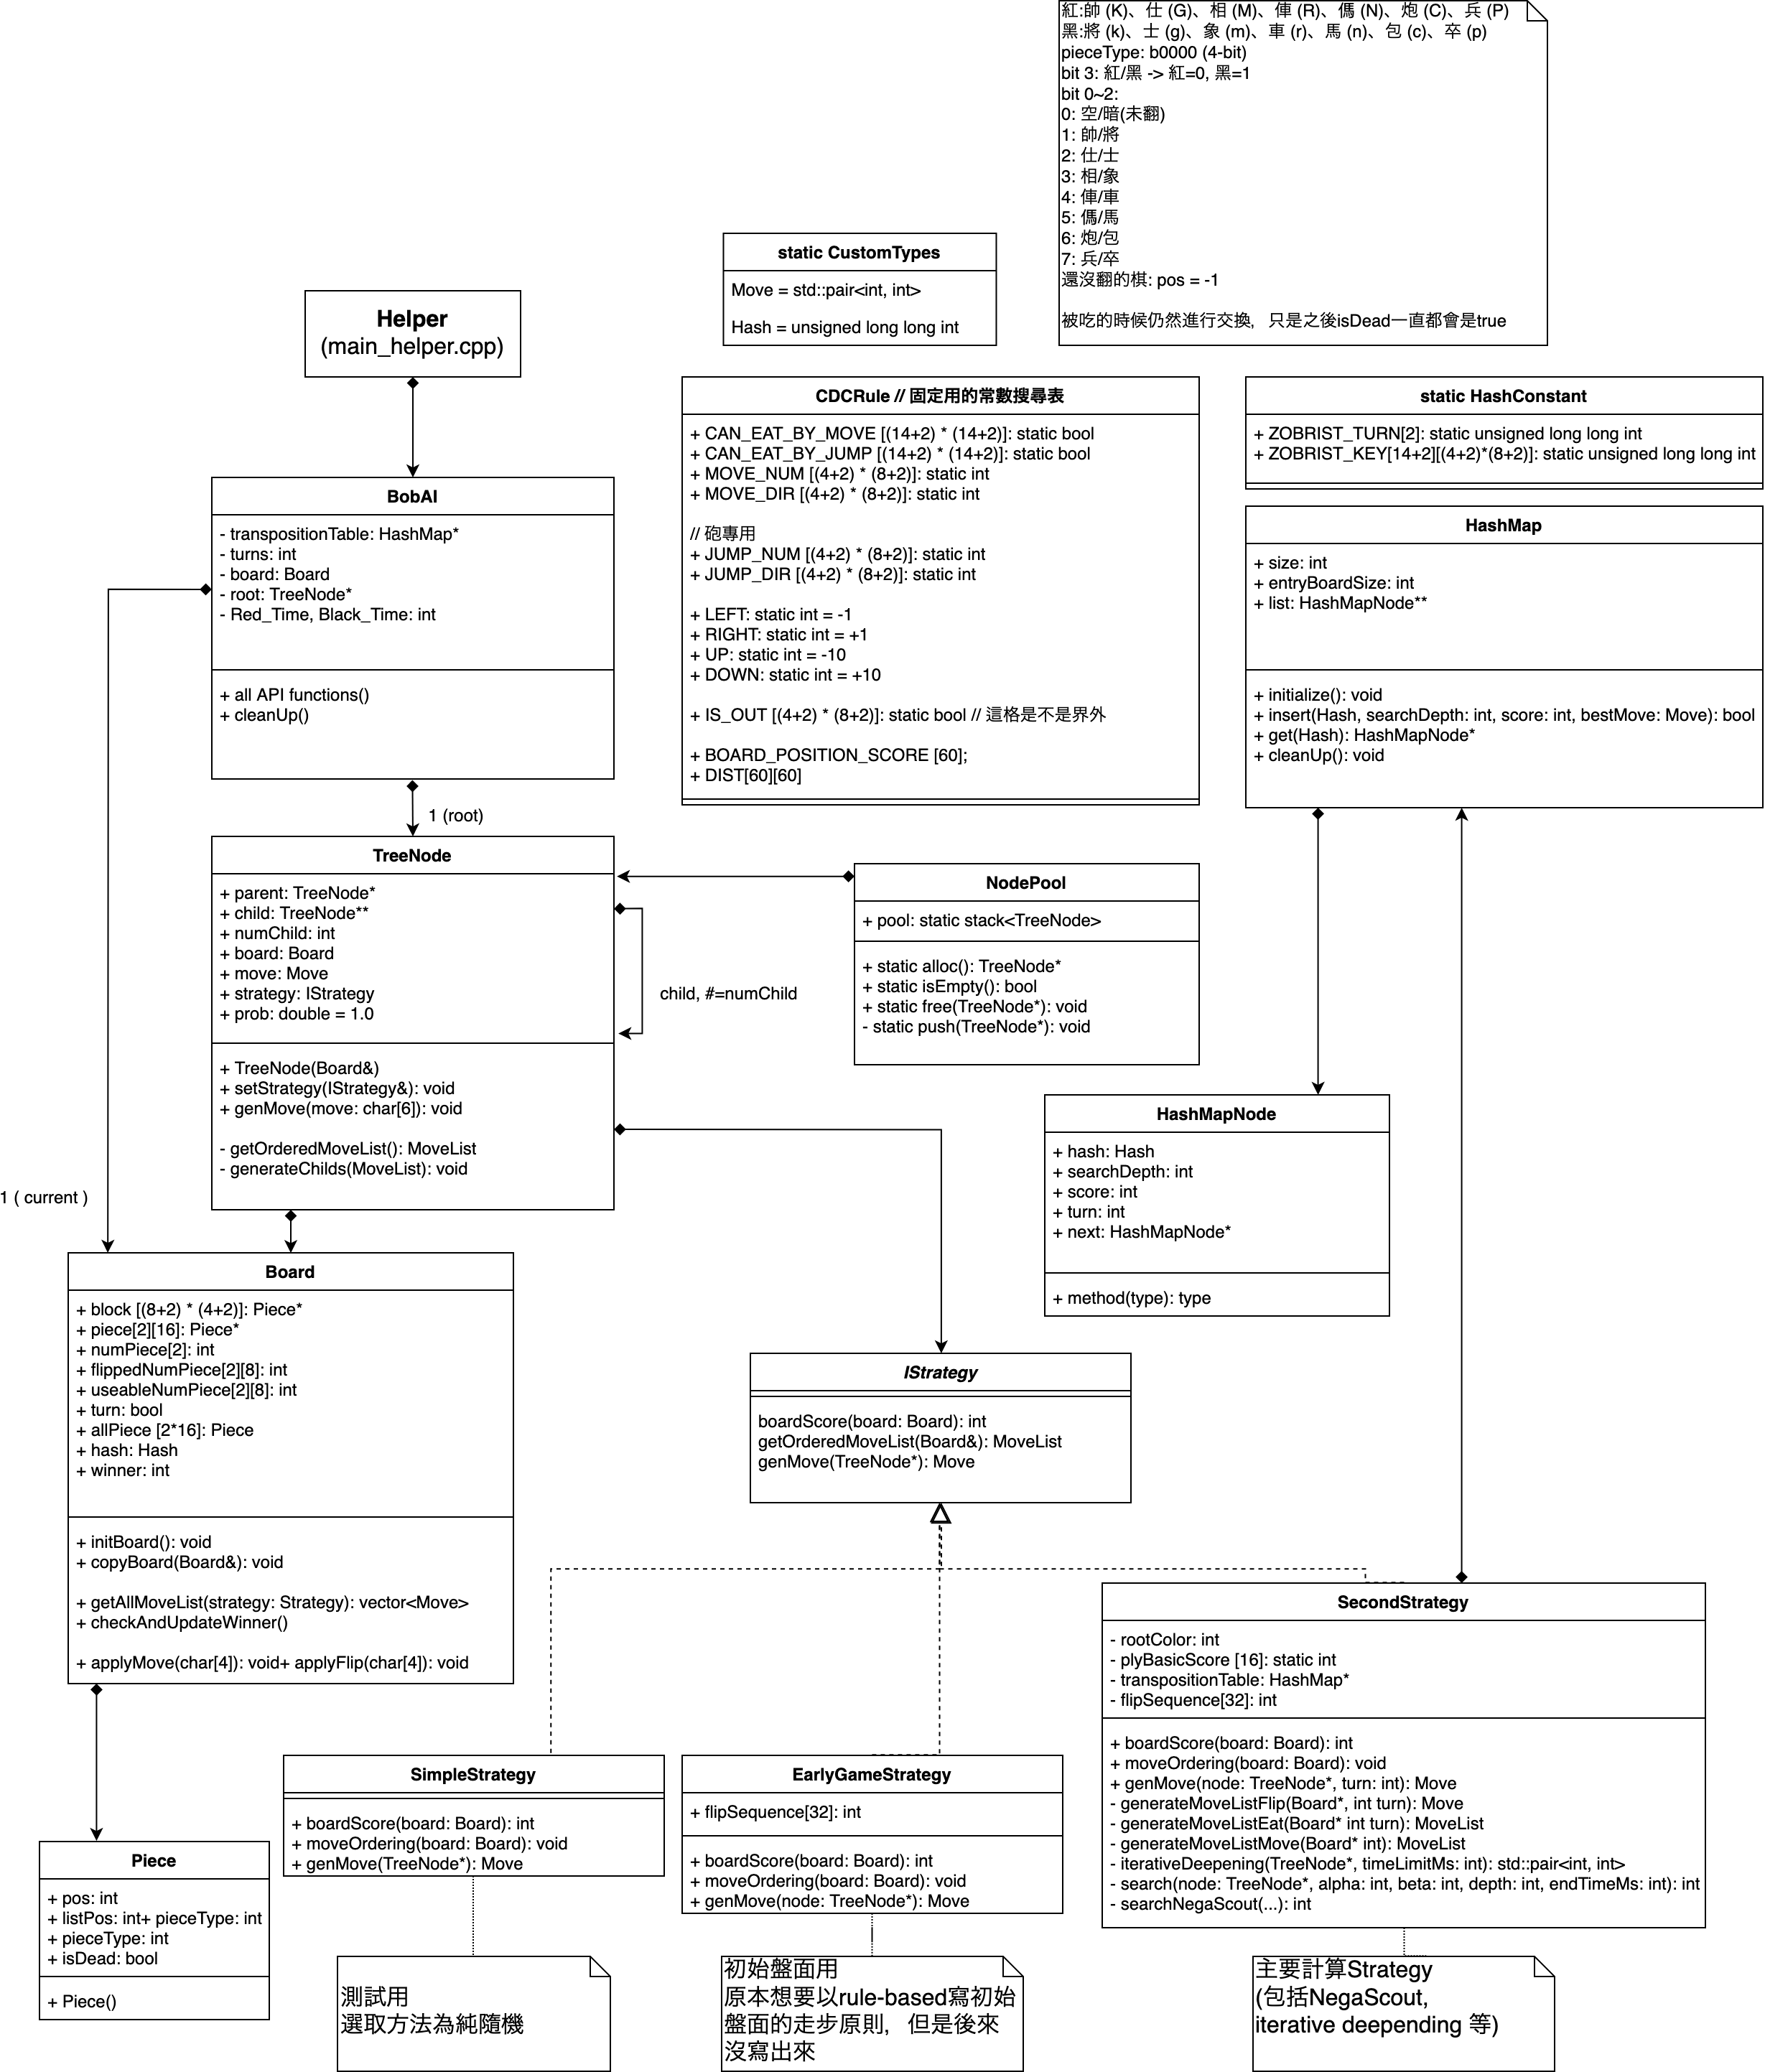 紅:帥 (K)、仕 (G)、相 (M)、俥 (R)、傌 (N)、炮 (C)、兵 (P)
黑:將 (k)、士 (g)、象 (m)、車 (r)、馬 (n)、包 (c)、卒 (p)
pieceType: b0000 (4-bit)
bit 3: 紅/黑 -> 紅=0, 黑=1
bit 0~2:
0: 空/暗(未翻)
1: 帥/將
2: 仕/士
3: 相/象
4: 俥/車
5: 傌/馬
6: 炮/包
7: 兵/卒
還沒翻的棋: pos = -1
被吃的時候仍然進行交換，只是之後isDead一直都會是true
static CustomTypes
Move = std::pair<int, int>
Hash = unsigned long long int
Helper
(main_helper.cpp)
CDCRule // 固定用的常數搜尋表
+ CAN_EAT_BY_MOVE [(14+2) * (14+2)]: static bool
+ CAN_EAT_BY_JUMP [(14+2) * (14+2)]: static bool
+ MOVE_NUM [(4+2) * (8+2)]: static int
+ MOVE_DIR [(4+2) * (8+2)]: static int
// 砲專用
+ JUMP_NUM [(4+2) * (8+2)]: static int
+ JUMP_DIR [(4+2) * (8+2)]: static int
+ LEFT: static int = -1
+ RIGHT: static int = +1
+ UP: static int = -10
+ DOWN: static int = +10
+ IS_OUT [(4+2) * (8+2)]: static bool // 這格是不是界外
+ BOARD_POSITION_SCORE [60];
+ DIST[60][60]
static HashConstant
+ ZOBRIST_TURN[2]: static unsigned long long int
+ ZOBRIST_KEY[14+2][(4+2)*(8+2)]: static unsigned long long int
BobAI
- transpositionTable: HashMap*
- turns: int
- board: Board
- root: TreeNode*
- Red_Time, Black_Time: int
+ all API functions()
+ cleanUp()
HashMap
+ size: int
+ entryBoardSize: int
+ list: HashMapNode**
+ initialize(): void
+ insert(Hash, searchDepth: int, score: int, bestMove: Move): bool
+ get(Hash): HashMapNode*
+ cleanUp(): void
1 (root)
TreeNode
+ parent: TreeNode*
+ child: TreeNode**
+ numChild: int
+ board: Board
+ move: Move
+ strategy: IStrategy
+ prob: double = 1.0
+ TreeNode(Board&)
+ setStrategy(IStrategy&): void
+ genMove(move: char[6]): void
- getOrderedMoveList(): MoveList
- generateChilds(MoveList): void
child, #=numChild
NodePool
+ pool: static stack<TreeNode>
+ static alloc(): TreeNode*
+ static isEmpty(): bool
+ static free(TreeNode*): void
- static push(TreeNode*): void
HashMapNode
+ hash: Hash
+ searchDepth: int
+ score: int
+ turn: int
+ next: HashMapNode*
+ method(type): type
1 ( current )
Board
+ block [(8+2) * (4+2)]: Piece*
+ piece[2][16]: Piece*
+ numPiece[2]: int
+ flippedNumPiece[2][8]: int
+ useableNumPiece[2][8]: int
+ turn: bool
+ allPiece [2*16]: Piece
+ hash: Hash
+ winner: int
+ initBoard(): void
+ copyBoard(Board&): void
+ getAllMoveList(strategy: Strategy): vector<Move>
+ checkAndUpdateWinner()
+ applyMove(char[4]): void+ applyFlip(char[4]): void
IStrategy
boardScore(board: Board): int
getOrderedMoveList(Board&): MoveList
genMove(TreeNode*): Move
SecondStrategy
- rootColor: int
- plyBasicScore [16]: static int
- transpositionTable: HashMap*
- flipSequence[32]: int
+ boardScore(board: Board): int
+ moveOrdering(board: Board): void
+ genMove(node: TreeNode*, turn: int): Move
- generateMoveListFlip(Board*, int turn): Move
- generateMoveListEat(Board* int turn): MoveList
- generateMoveListMove(Board* int): MoveList
- iterativeDeepening(TreeNode*, timeLimitMs: int): std::pair<int, int>
- search(node: TreeNode*, alpha: int, beta: int, depth: int, endTimeMs: int): int
- searchNegaScout(...): int
SimpleStrategy
+ boardScore(board: Board): int
+ moveOrdering(board: Board): void
+ genMove(TreeNode*): Move
EarlyGameStrategy
+ flipSequence[32]: int
+ boardScore(board: Board): int
+ moveOrdering(board: Board): void
+ genMove(node: TreeNode*): Move
Piece
+ pos: int
+ listPos: int+ pieceType: int
+ pieceType: int
+ isDead: bool
+ Piece()
測試用
選取方法為純隨機
初始盤面用
原本想要以rule-based寫初始
盤面的走步原則，但是後來
沒寫出來
主要計算Strategy
(包括NegaScout,
iterative deepending 等)